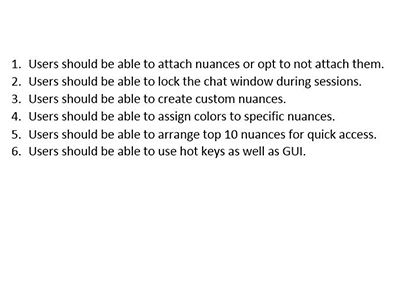 1. Users should be able to attach nuances or opt to not attach them.
2. Users should be able to lock the chat window during sessions.
3. Users should be able to create custom nuances.
4. Users should be able to assign colors to specific nuances.
5. Users should be able to arrange top 10 nuances for quick access.
6. Users should be able to use hot keys as well as GUI.